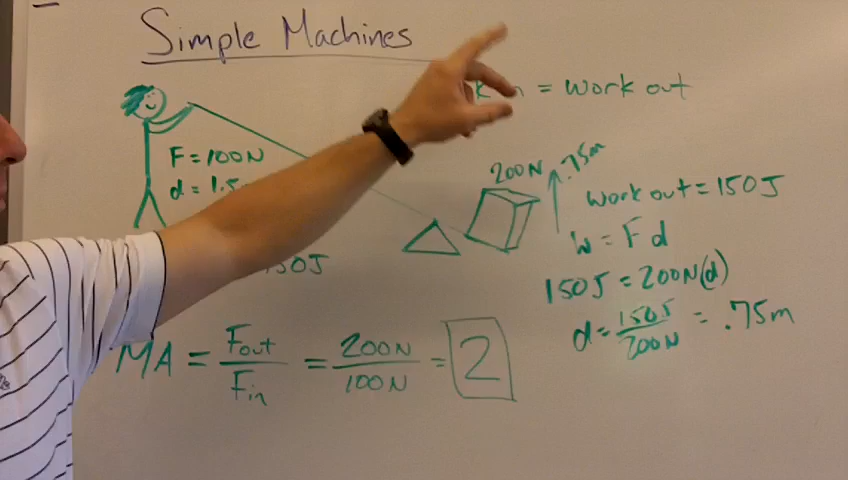 Simple Machines
= work out
F = 100N
d = 1.5
200N
.75m
work out = 150J
W = Fd
150J = 200N(d)
d = 150J / 200N = .75m
50J
MA = Fout / Fin = 200N / 100N = 2